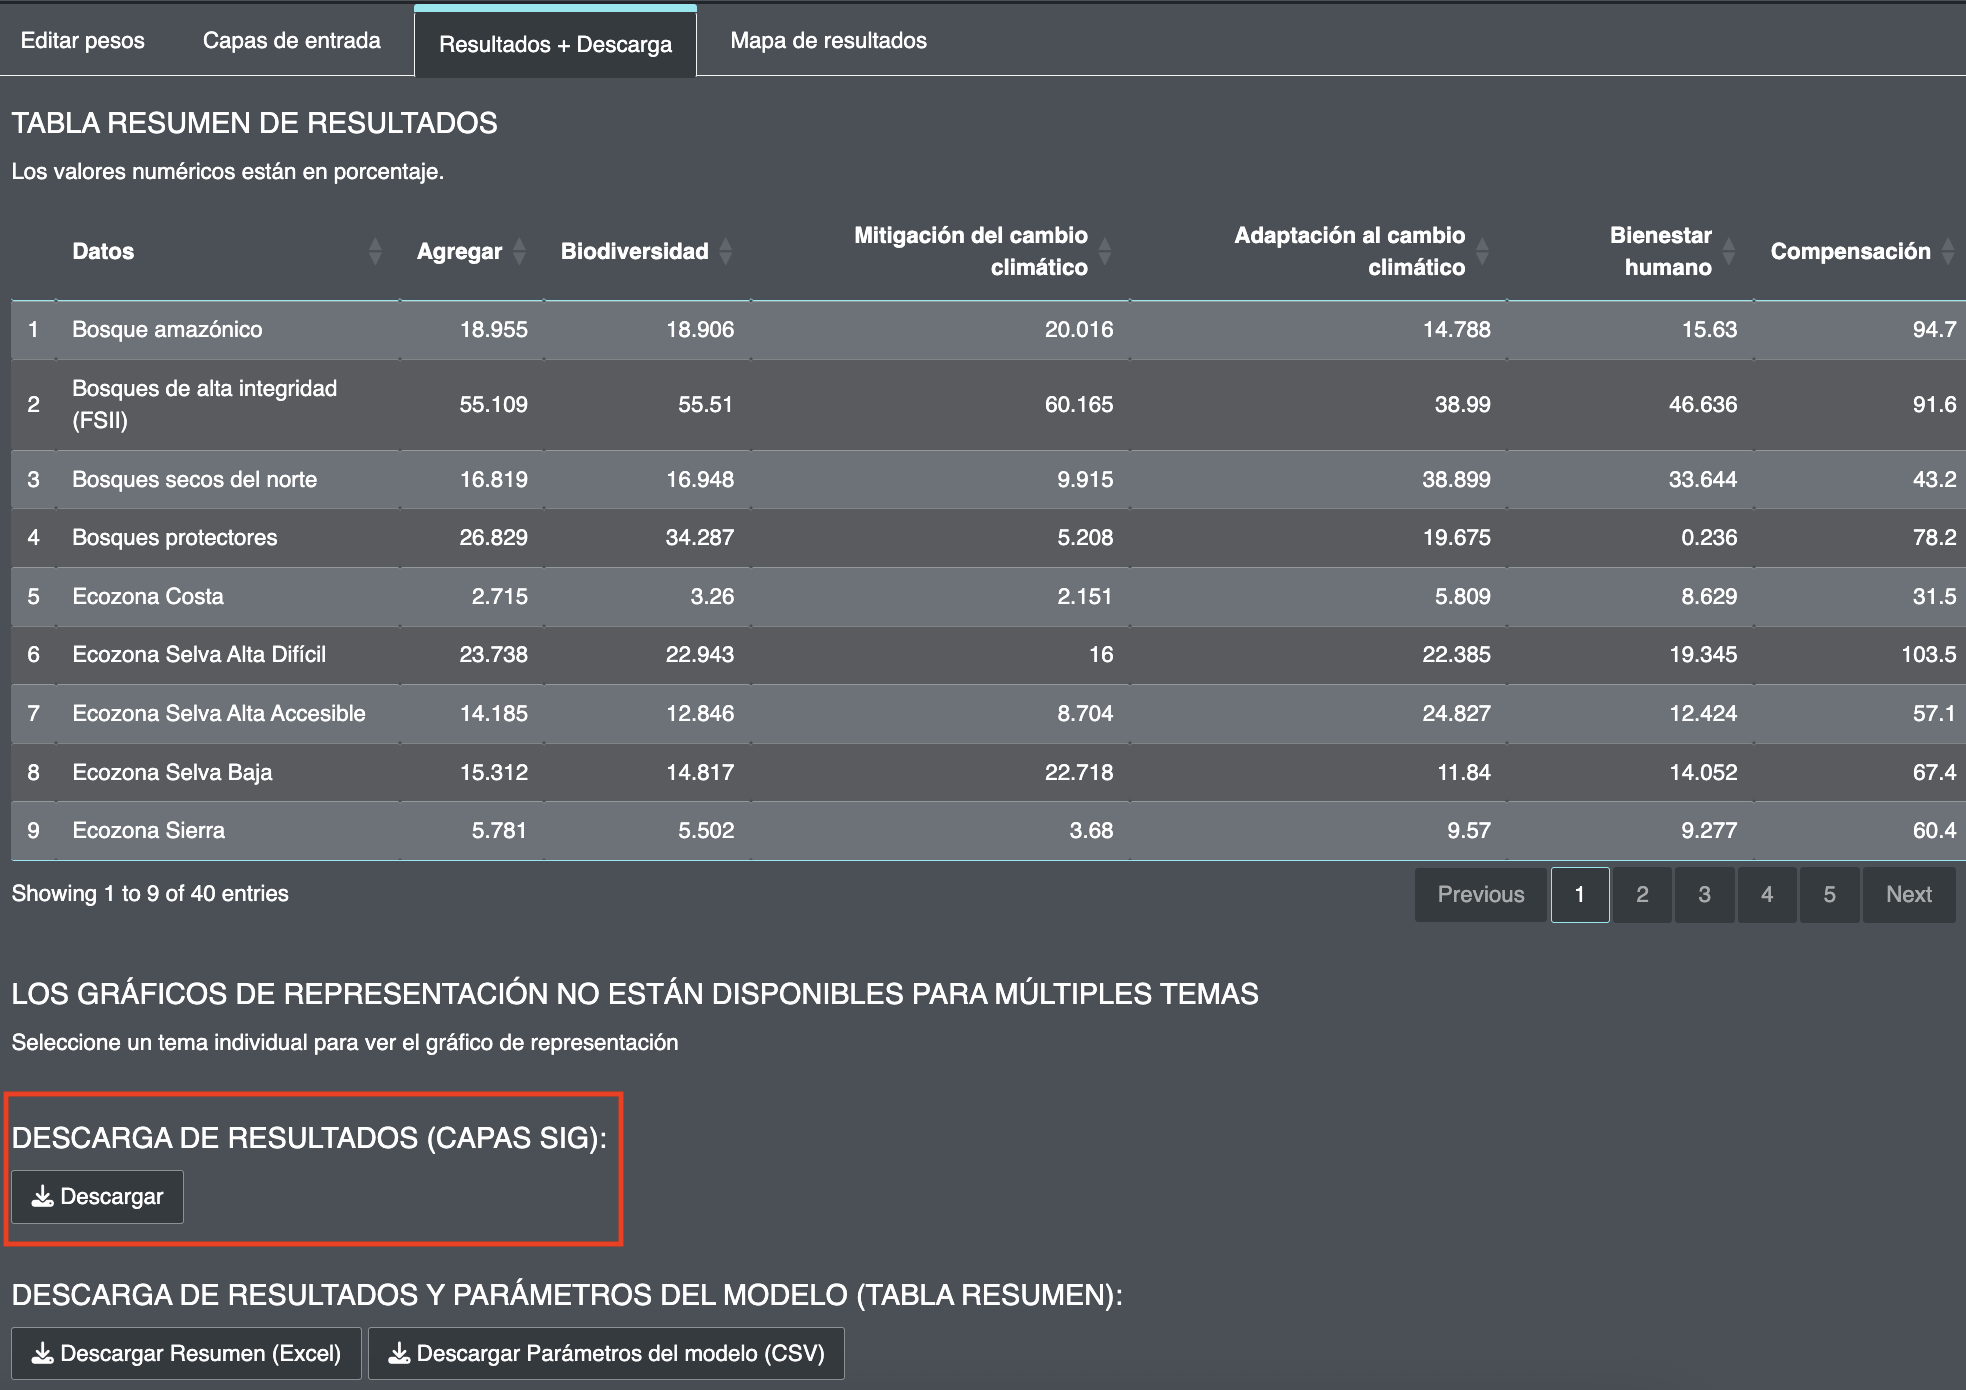 Editar pesos Capas de entrada Resultados + Descarga Mapa de resultados
TABLA RESUMEN DE RESULTADOS
Los valores numéricos están en porcentaje.
Datos Agregar Biodiversidad Mitigación del cambio climático Adaptación al cambio climático Bienestar humano Compensación
1 Bosque amazónico 18.955 18.906 20.016 14.788 15.63 94.7
2 Bosques de alta integridad (FSII) 55.109 55.51 60.165 38.99 46.636 91.6
3 Bosques secos del norte 16.819 16.948 9.915 38.899 33.644 43.2
4 Bosques protectores 26.829 34.287 5.208 19.675 0.236 78.2
5 Ecozona Costa 2.715 3.26 2.151 5.809 8.629 31.5
6 Ecozona Selva Alta Difícil 23.738 22.943 16 22.385 19.345 103.5
7 Ecozona Selva Alta Accesible 14.185 12.846 8.704 24.827 12.424 57.1
8 Ecozona Selva Baja 15.312 14.817 22.718 11.84 14.052 67.4
9 Ecozona Sierra 5.781 5.502 3.68 9.57 9.277 60.4
Showing 1 to 9 of 40 entries Previous 1 2 3 4 5 Next
LOS GRÁFICOS DE REPRESENTACIÓN NO ESTÁN DISPONIBLES PARA MÚLTIPLES TEMAS
Seleccione un tema individual para ver el gráfico de representación
DESCARGA DE RESULTADOS (CAPAS SIG):
Descargar
DESCARGA DE RESULTADOS Y PARÁMETROS DEL MODELO (TABLA RESUMEN):
Descargar Resumen (Excel) Descargar Parámetros del modelo (CSV)